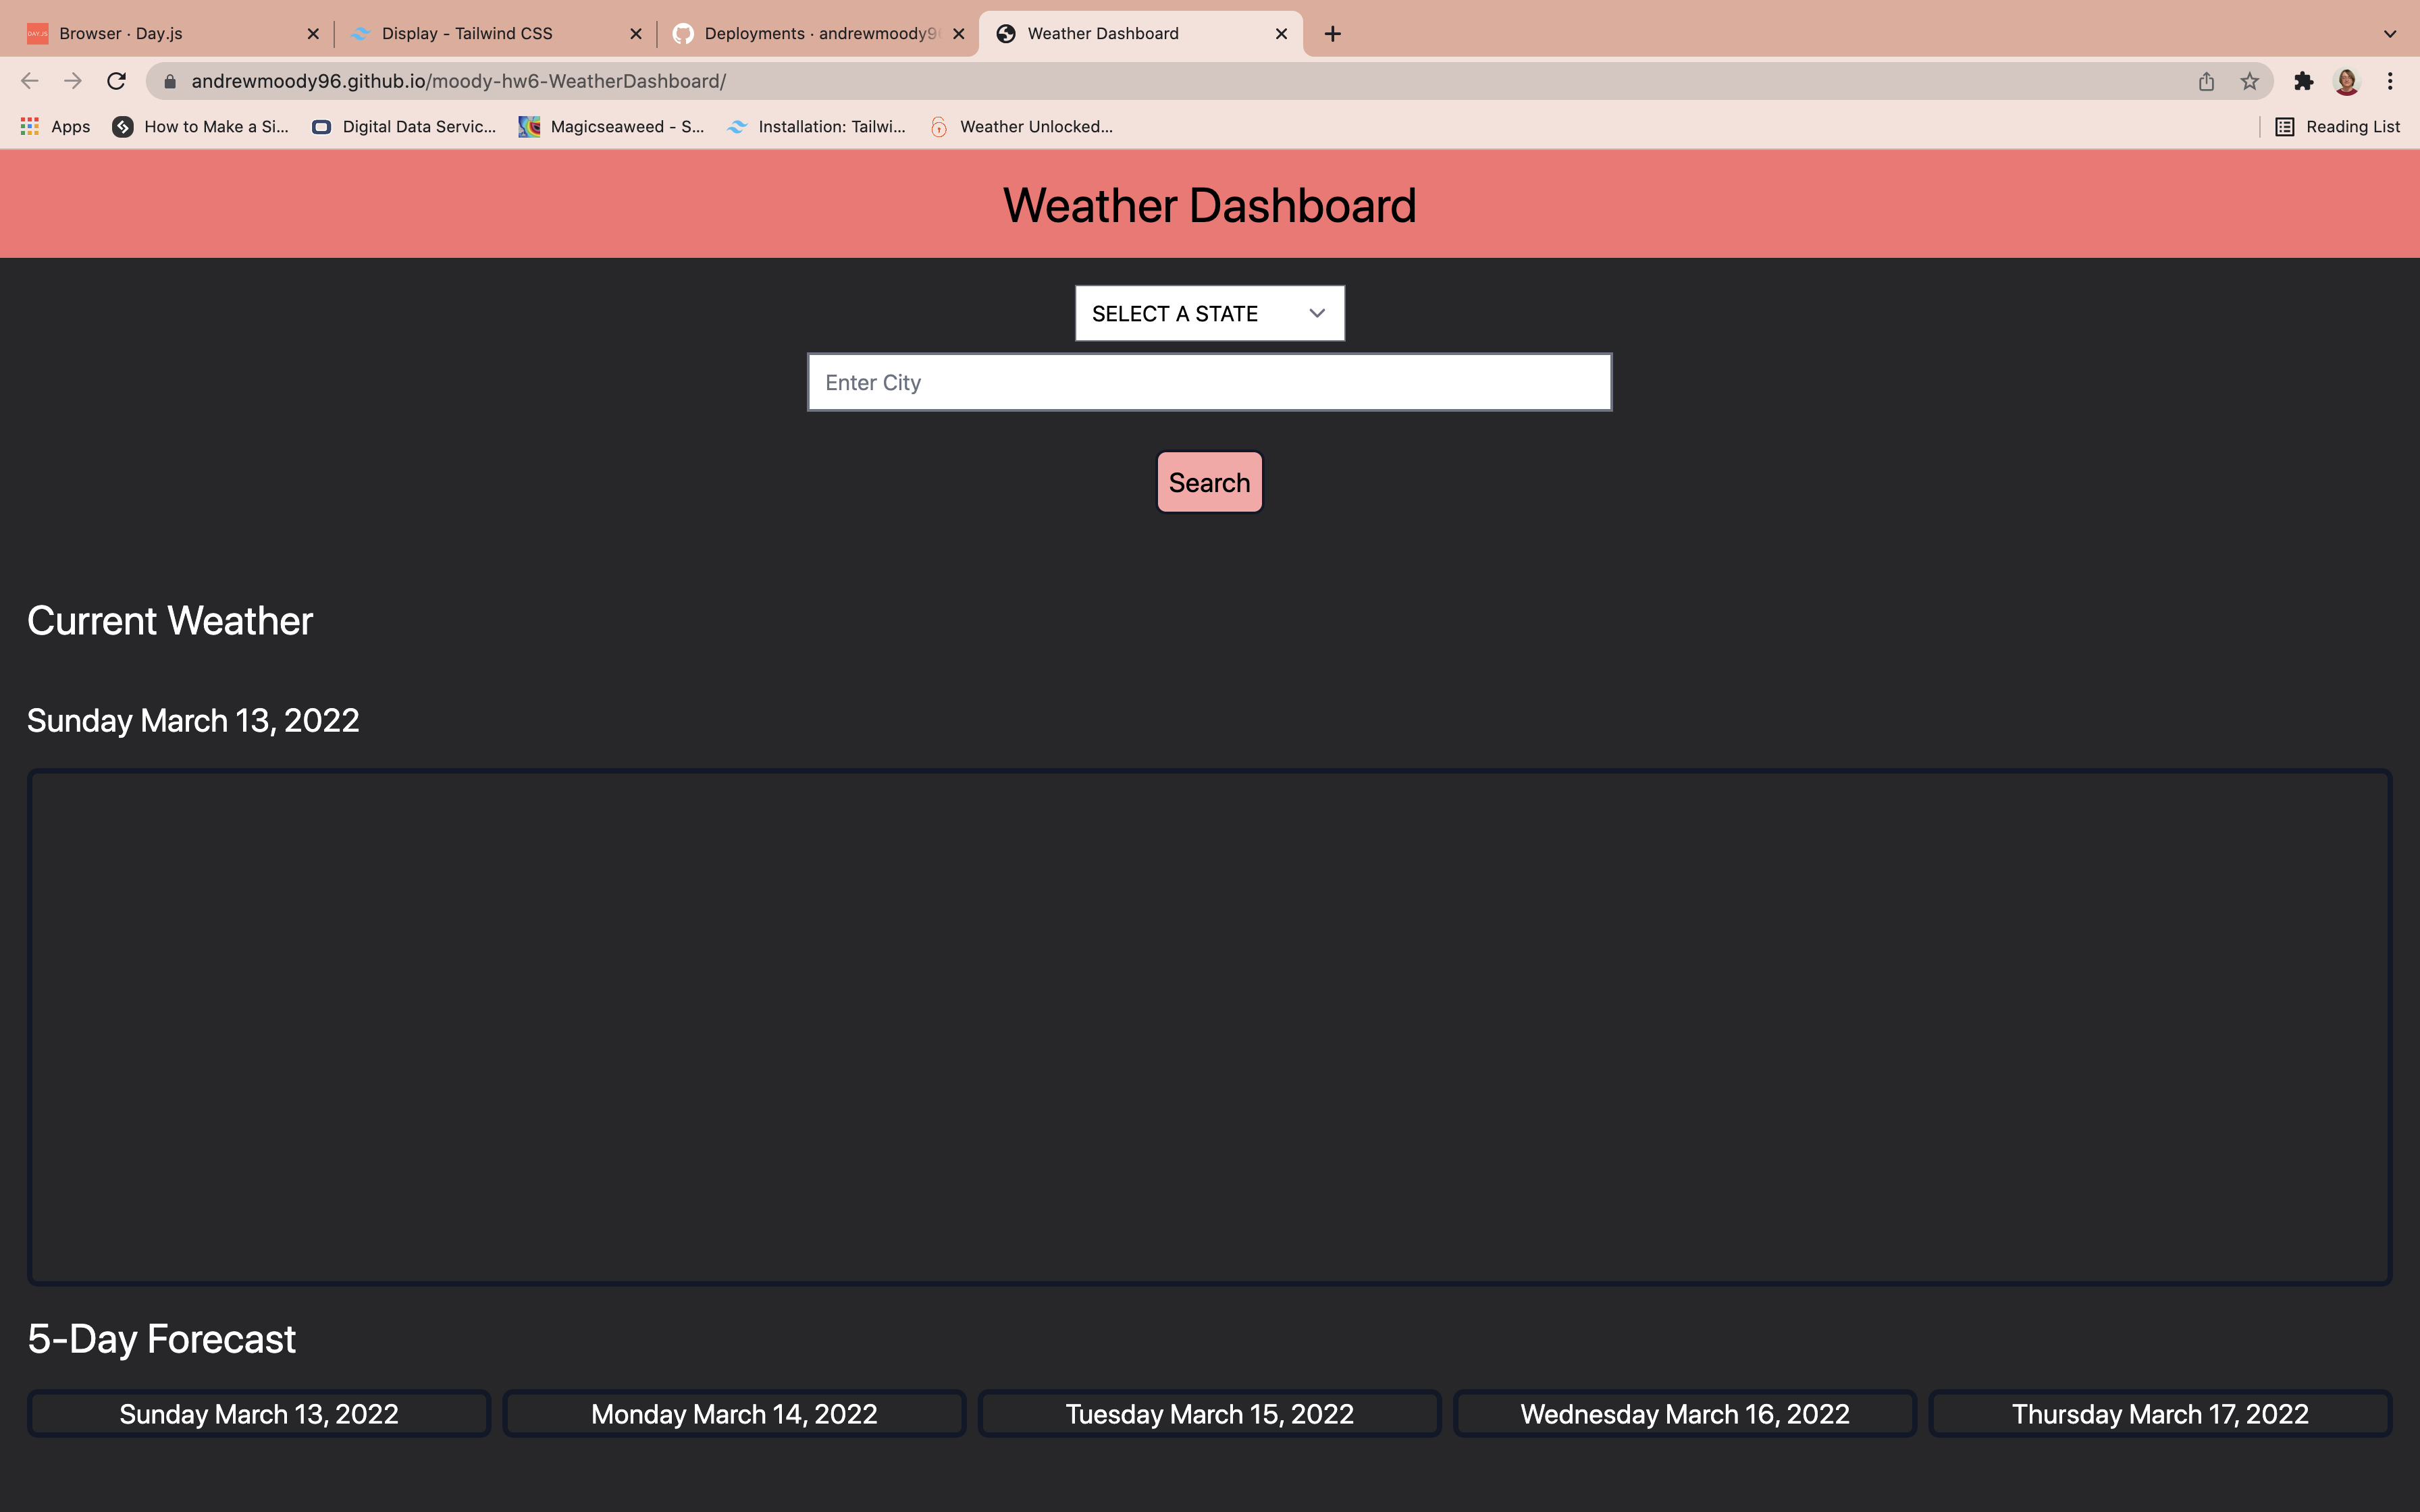 Browser · Day.js
Display - Tailwind CSS
Deployments · andrewmoody9
Weather Dashboard
andrewmoody96.github.io/moody-hw6-WeatherDashboard/
Apps
How to Make a Si...
Digital Data Servic...
Magicseaweed - S...
Installation: Tailwi...
Weather Unlocked...
Reading List
Weather Dashboard
SELECT A STATE
Enter City
Search
Current Weather
Sunday March 13, 2022
5-Day Forecast
Sunday March 13, 2022
Monday March 14, 2022
Tuesday March 15, 2022
Wednesday March 16, 2022
Thursday March 17, 2022